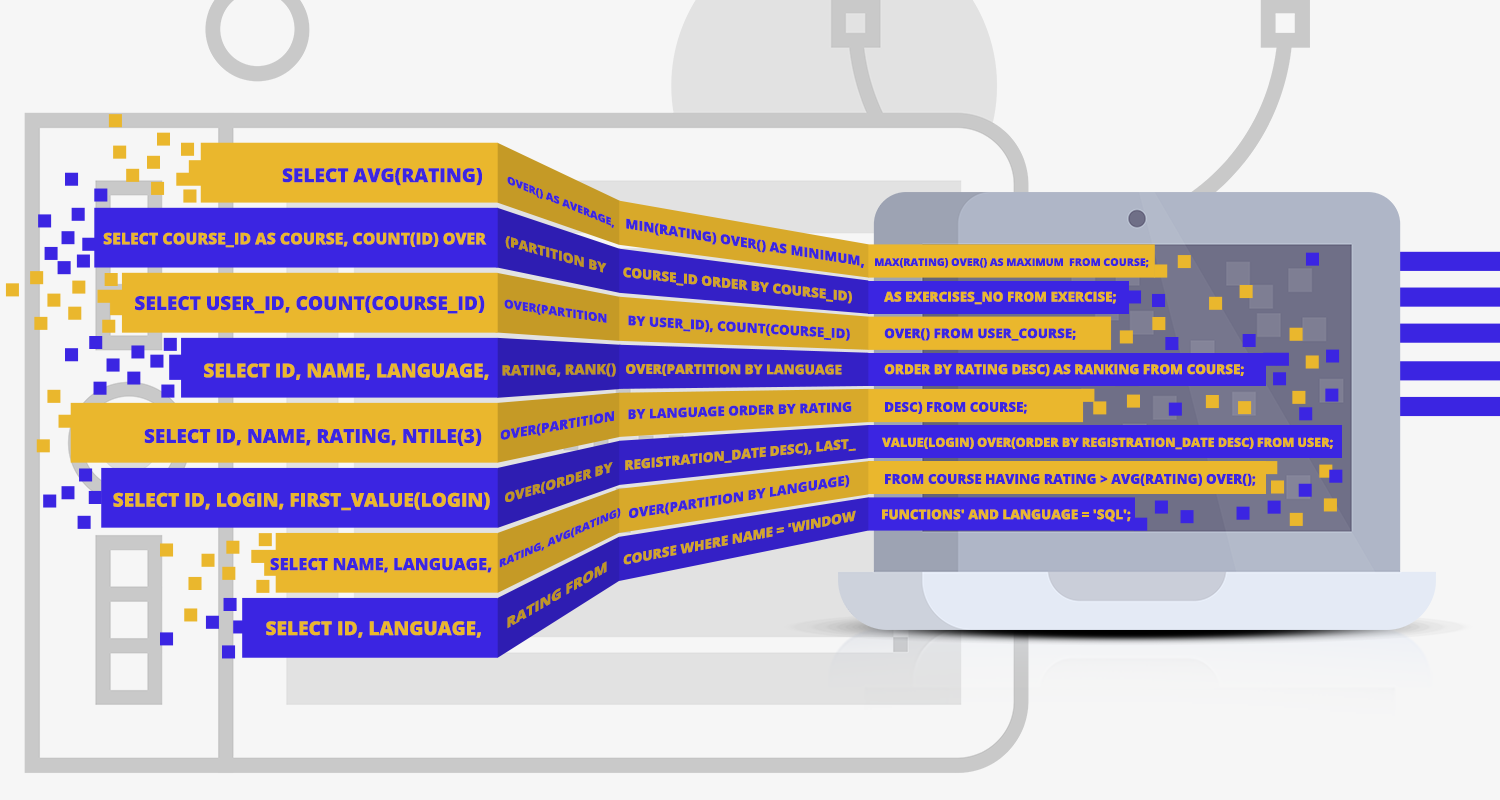 SELECT AVG(RATING) OVER() AS AVERAGE, MIN(RATING) OVER() AS MINIMUM, MAX(RATING) OVER() AS MAXIMUM FROM COURSE;
SELECT COURSE_ID AS COURSE, COUNT(ID) OVER (PARTITION BY COURSE_ID ORDER BY COURSE_ID) AS EXERCISES_NO FROM EXERCISE;
SELECT USER_ID, COUNT(COURSE_ID) OVER(PARTITION BY USER_ID), COUNT(COURSE_ID) OVER() FROM USER_COURSE;
SELECT ID, NAME, LANGUAGE, RATING, RANK() OVER(PARTITION BY LANGUAGE ORDER BY RATING DESC) AS RANKING FROM COURSE;
SELECT ID, NAME, RATING, NTILE(3) OVER(PARTITION BY LANGUAGE ORDER BY RATING DESC) FROM COURSE;
SELECT ID, LOGIN, FIRST_VALUE(LOGIN) OVER(ORDER BY REGISTRATION_DATE DESC), LAST_ VALUE(LOGIN) OVER(ORDER BY REGISTRATION_DATE DESC) FROM USER;
SELECT NAME, LANGUAGE, RATING, AVG(RATING) OVER(PARTITION BY LANGUAGE) FROM COURSE HAVING RATING > AVG(RATING) OVER();
SELECT ID, LANGUAGE, RATING FROM COURSE WHERE NAME = 'WINDOW FUNCTIONS' AND LANGUAGE = 'SQL';